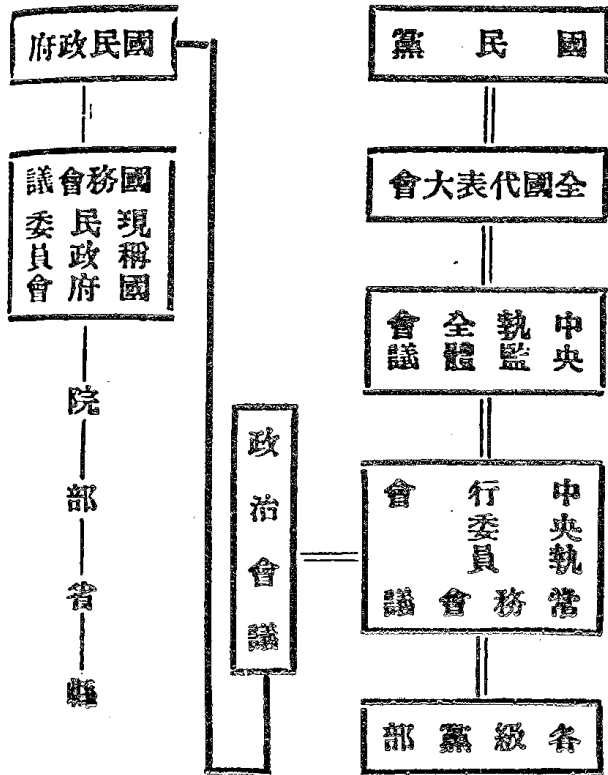 國民黨
全國代表大會
中央執監全體會議
中央執行委員會
常務會議
各級黨部
政治會議
國民政府
國務會議
現稱國民政府委員會
院
部
省
縣